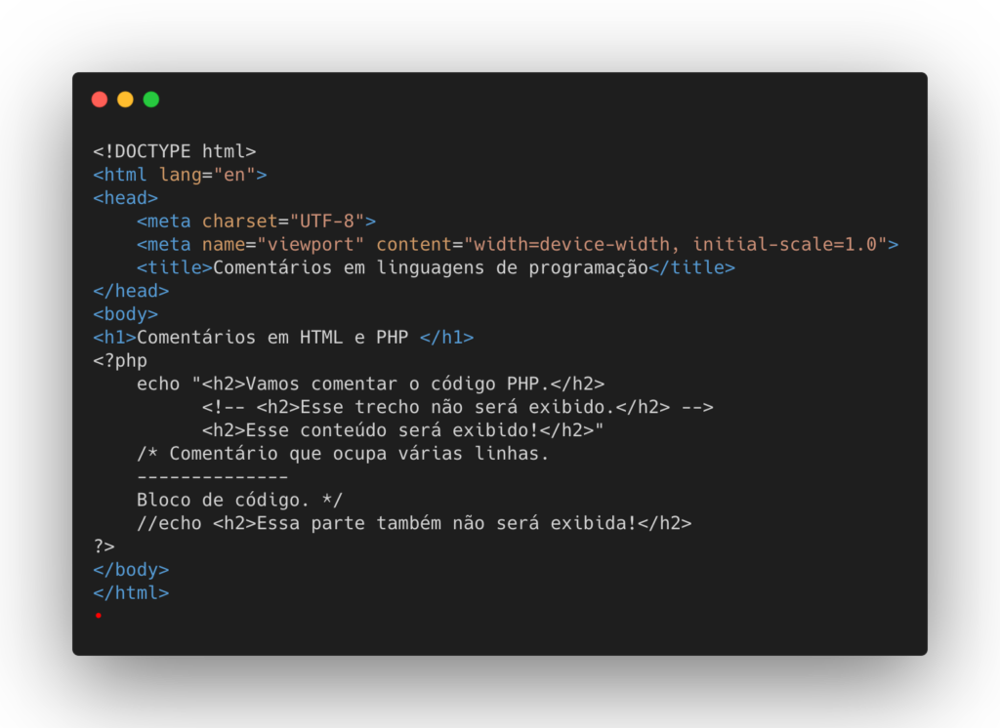 <!DOCTYPE html>
<html lang="en">
<head>
    <meta charset="UTF-8">
    <meta name="viewport" content="width=device-width, initial-scale=1.0">
    <title>Comentários em linguagens de programação</title>
</head>
<body>
<h1>Comentários em HTML e PHP </h1>
<?php
    echo "<h2>Vamos comentar o código PHP.</h2>
          <!-- <h2>Esse trecho não será exibido.</h2> -->
          <h2>Esse conteúdo será exibido!</h2>"
    /* Comentário que ocupa várias linhas.
    --------------
    Bloco de código. */
    //echo <h2>Essa parte também não será exibida!</h2>
?>
</body>
</html>